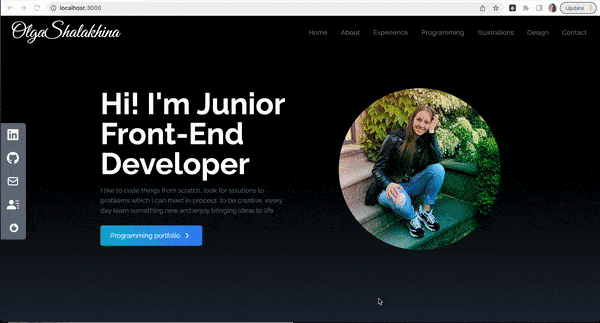 localhost:3000
Update
OlgaShalakhina
Home About Experience Programming Illustrations Design Contact
Hi! I'm Junior
Front-End
Developer
I like to code things from scratch, look for solutions to
problems which I can meet in process, to be creative, every
day learn something new and enjoy bringing ideas to life
Programming portfolio